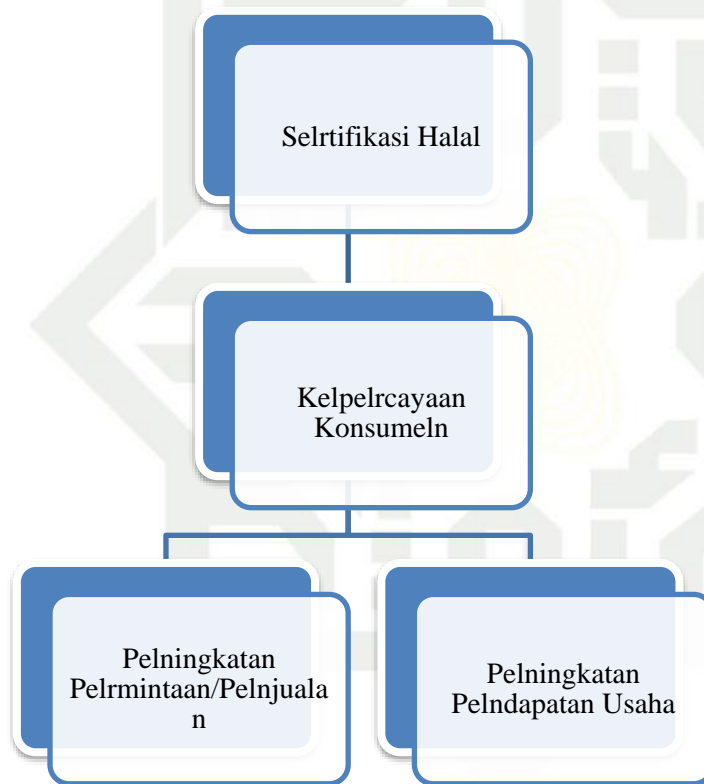 Selrtifikasi Halal
Kelpelrcayaan
Konsumeln
Pelningkatan
Pelrmintaan/Pelnjuala
n
Pelningkatan
Pelndapatan Usaha